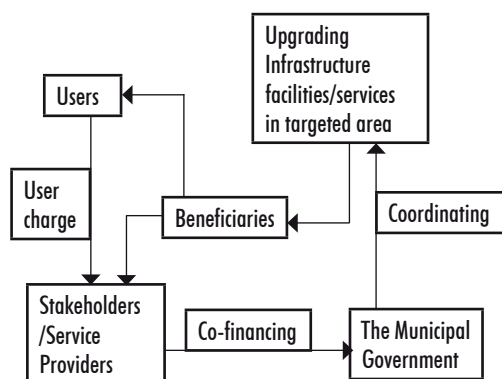 Upgrading
Infrastructure
facilities/services
in targeted area
Users
User
charge
Beneficiaries
Coordinating
Stakeholders
/Service
Providers
Co-financing
The Municipal
Government